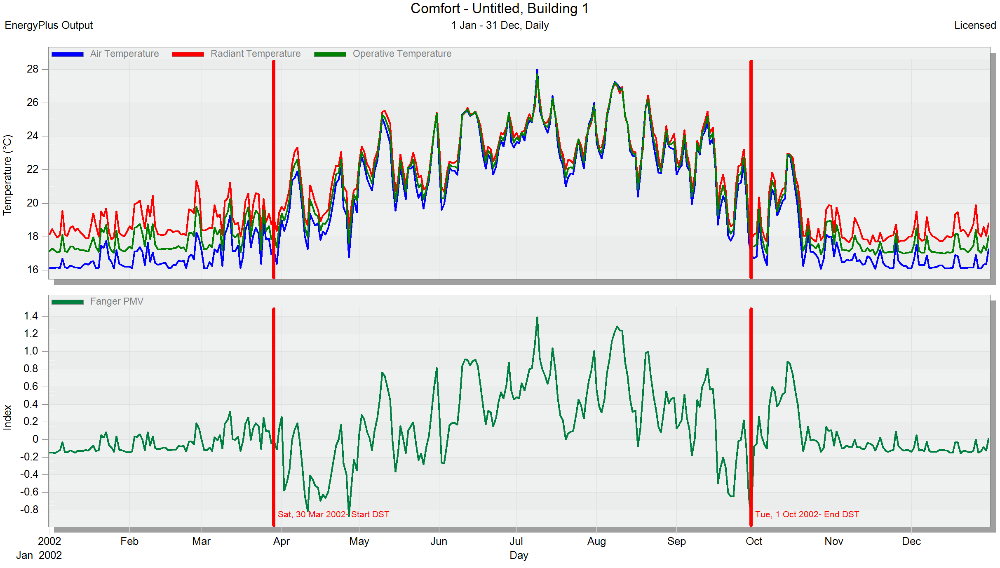 Comfort - Untitled, Building 1
EnergyPlus Output
1 Jan - 31 Dec, Daily
Licensed
Air Temperature
Radiant Temperature
Operative Temperature
Temperature (°C)
28
26
24
22
20
18
16
Fanger PMV
Index
1.4
1.2
1.0
0.8
0.6
0.4
0.2
0
-0.2
-0.4
-0.6
-0.8
Sat, 30 Mar 2002- Start DST
Tue, 1 Oct 2002- End DST
2002 Feb Mar Apr May Jun Jul Aug Sep Oct Nov Dec
Jan 2002
Day